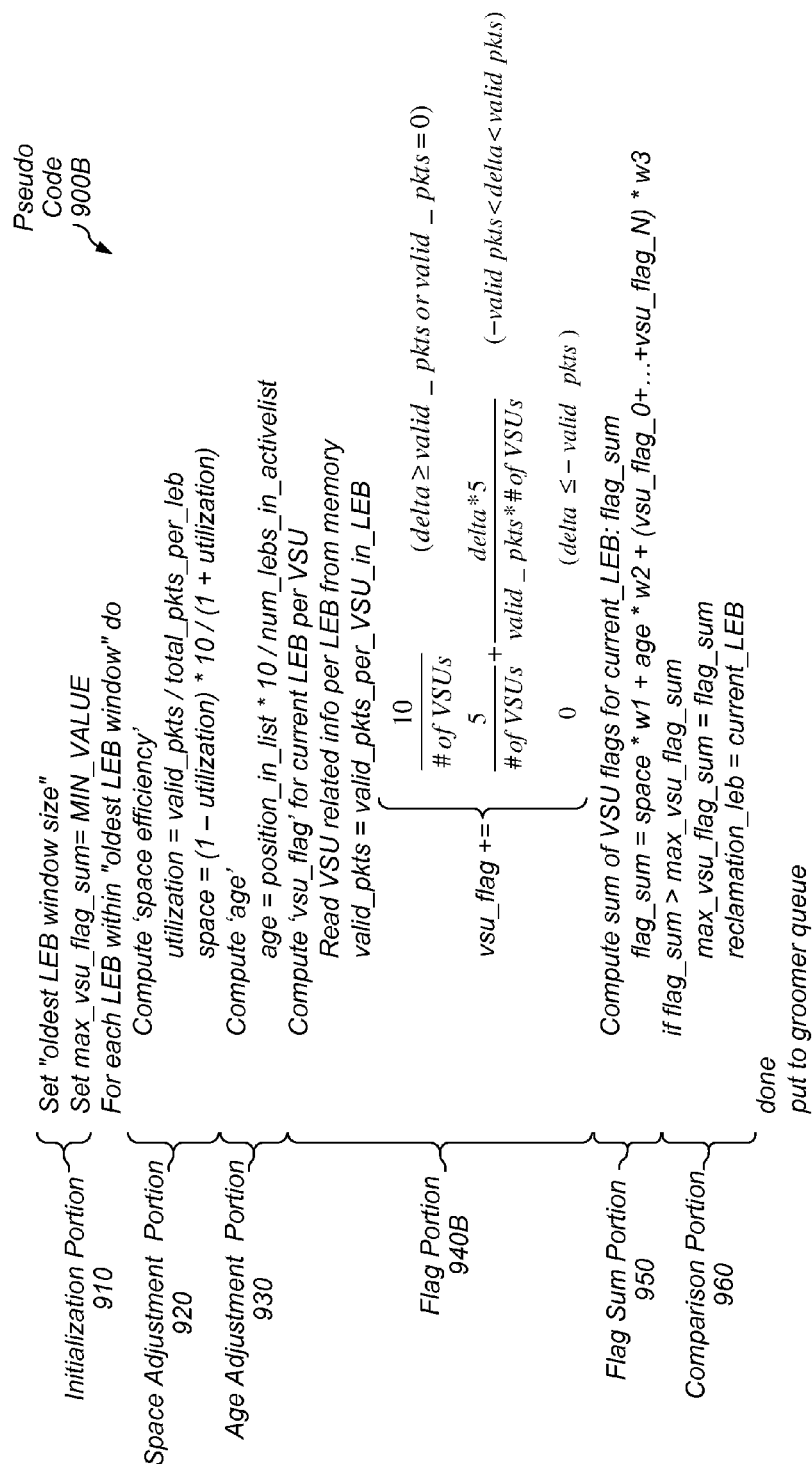 Pseudo
Code
900B
Initialization Portion
910
Set "oldest LEB window size"
Set max_vsu_flag_sum= MIN_VALUE
For each LEB within "oldest LEB window" do
Space Adjustment Portion
920
Compute ‘space efficiency’
utilization = valid_pkts / total_pkts_per_leb
space = (1 – utilization) * 10 / (1 + utilization)
Age Adjustment Portion
930
Compute ‘age’
age = position_in_list * 10 / num_lebs_in_activelist
Flag Portion
940B
Compute ‘vsu_flag’ for current LEB per VSU
Read VSU related info per LEB from memory
valid_pkts = valid_pkts_per_VSU_in_LEB
vsu_flag +=
10
# of VSUs
(delta ≥ valid _ pkts or valid _ pkts = 0)
5
# of VSUs
+
delta * 5
valid _ pkts * # of VSUs
(−valid pkts < delta < valid pkts)
0
(delta ≤ − valid pkts )
Flag Sum Portion
950
Compute sum of VSU flags for current_LEB: flag_sum
flag_sum = space * w1 + age * w2 + (vsu_flag_0+...+vsu_flag_N) * w3
Comparison Portion
960
if flag_sum > max_vsu_flag_sum
max_vsu_flag_sum = flag_sum
reclamation_leb = current_LEB
done
put to groomer queue